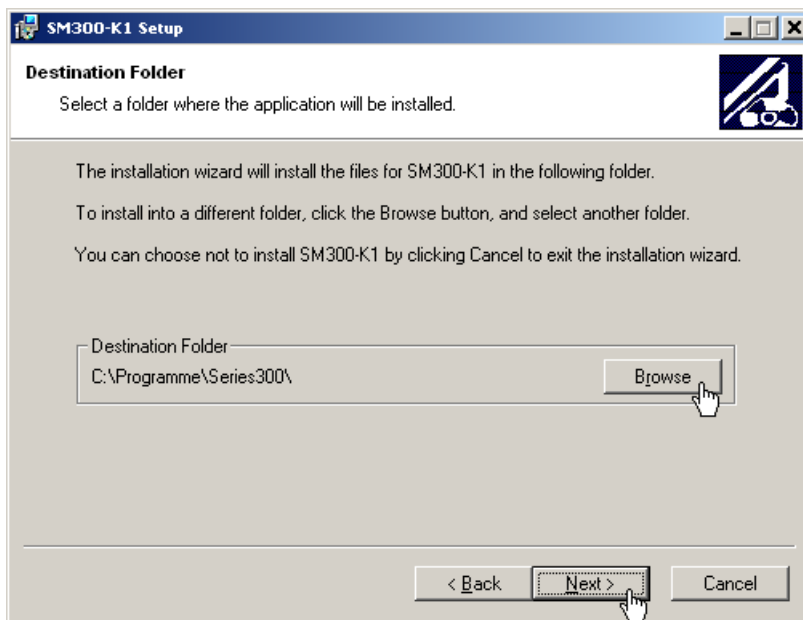 SM300-K1 Setup
Destination Folder
Select a folder where the application will be installed.
The installation wizard will install the files for SM300-K1 in the following folder.
To install into a different folder, click the Browse button, and select another folder.
You can choose not to install SM300-K1 by clicking Cancel to exit the installation wizard.
Destination Folder
C:\Programme\Series300\
Browse
< Back
Next >
Cancel